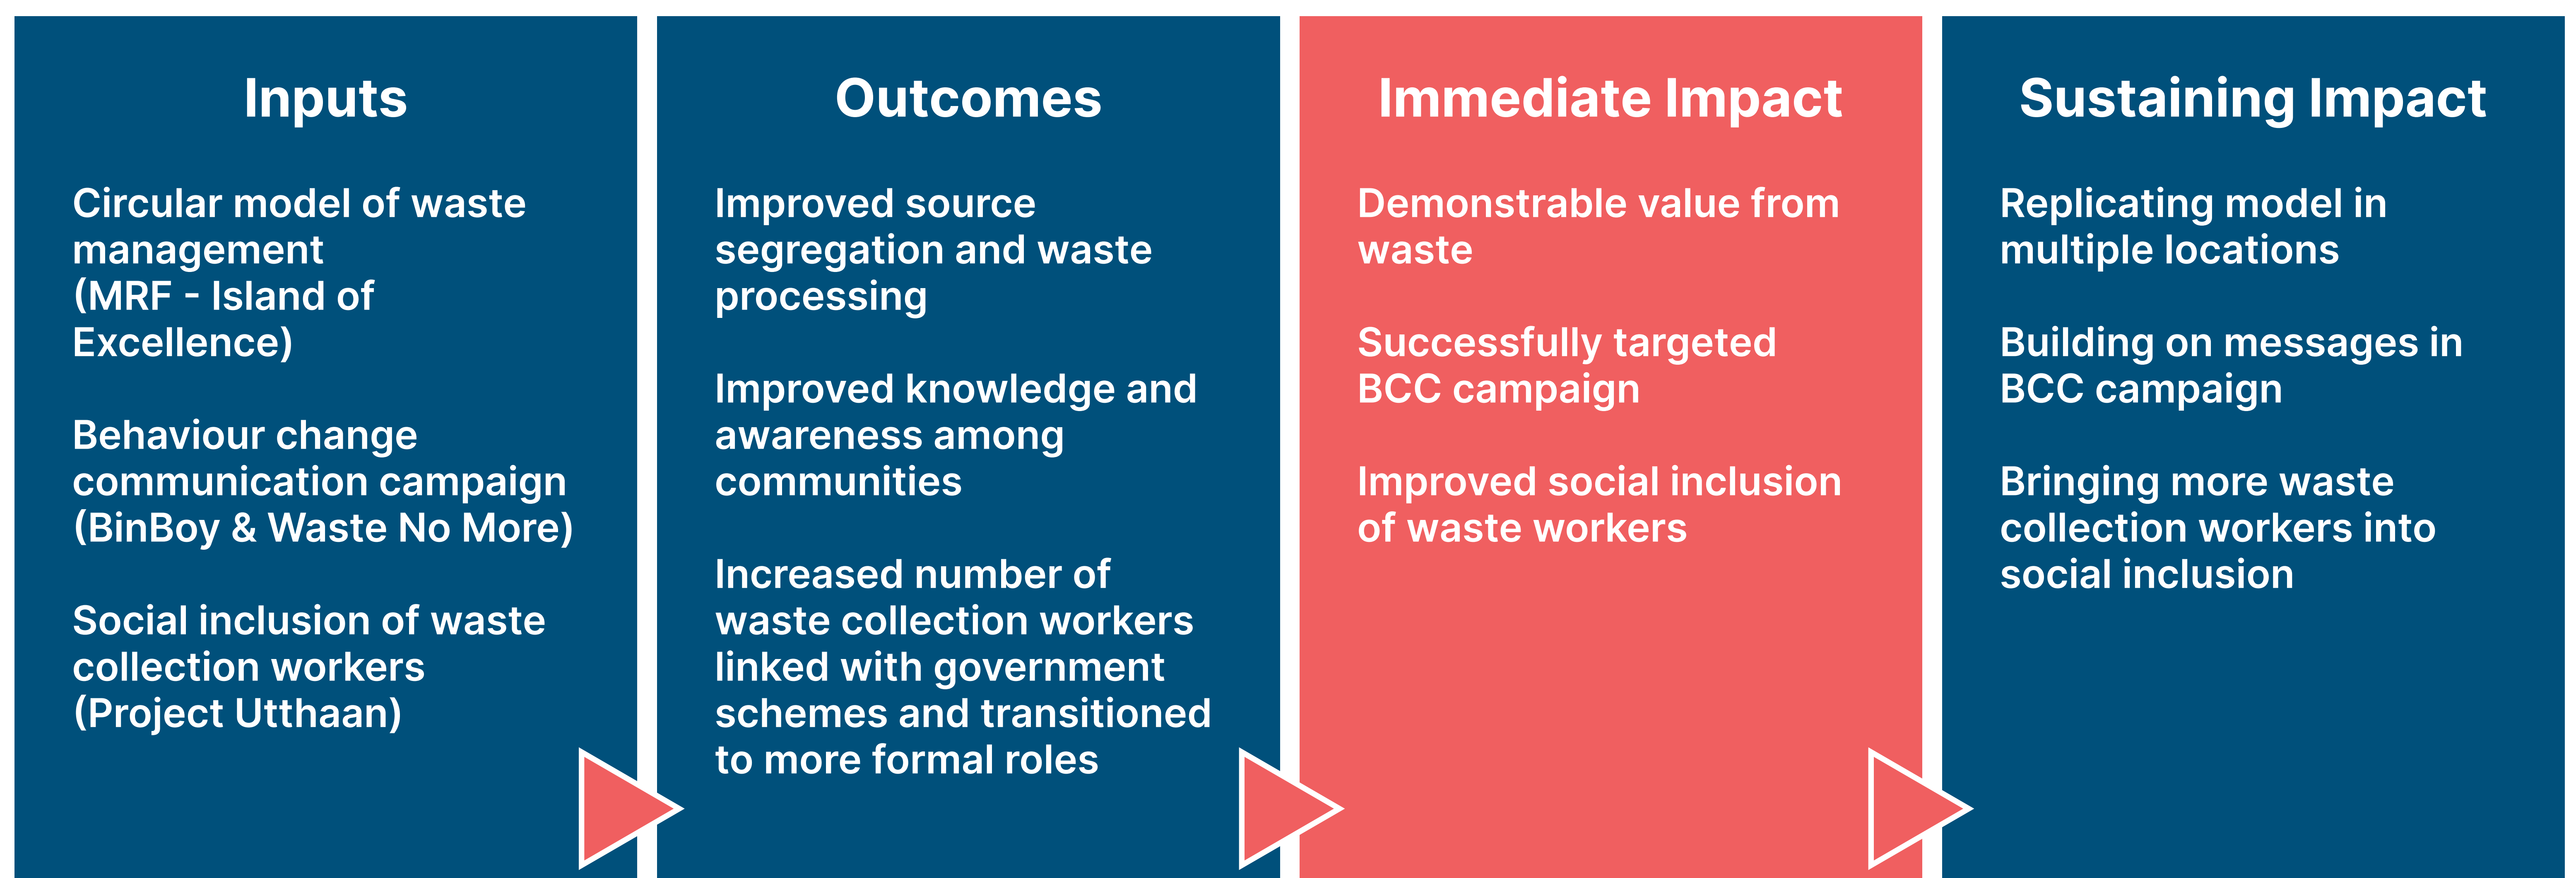 Inputs
Circular model of waste
management
(MRF - Island of
Excellence)
Behaviour change
communication campaign
(BinBoy & Waste No More)
Social inclusion of waste
collection workers
(Project Utthaan)
Outcomes
Improved source
segregation and waste
processing
Improved knowledge and
awareness among
communities
Increased number of
waste collection workers
linked with government
schemes and transitioned
to more formal roles
Immediate Impact
Demonstrable value from
waste
Successfully targeted
BCC campaign
Improved social inclusion
of waste workers
Sustaining Impact
Replicating model in
multiple locations
Building on messages in
BCC campaign
Bringing more waste
collection workers into
social inclusion